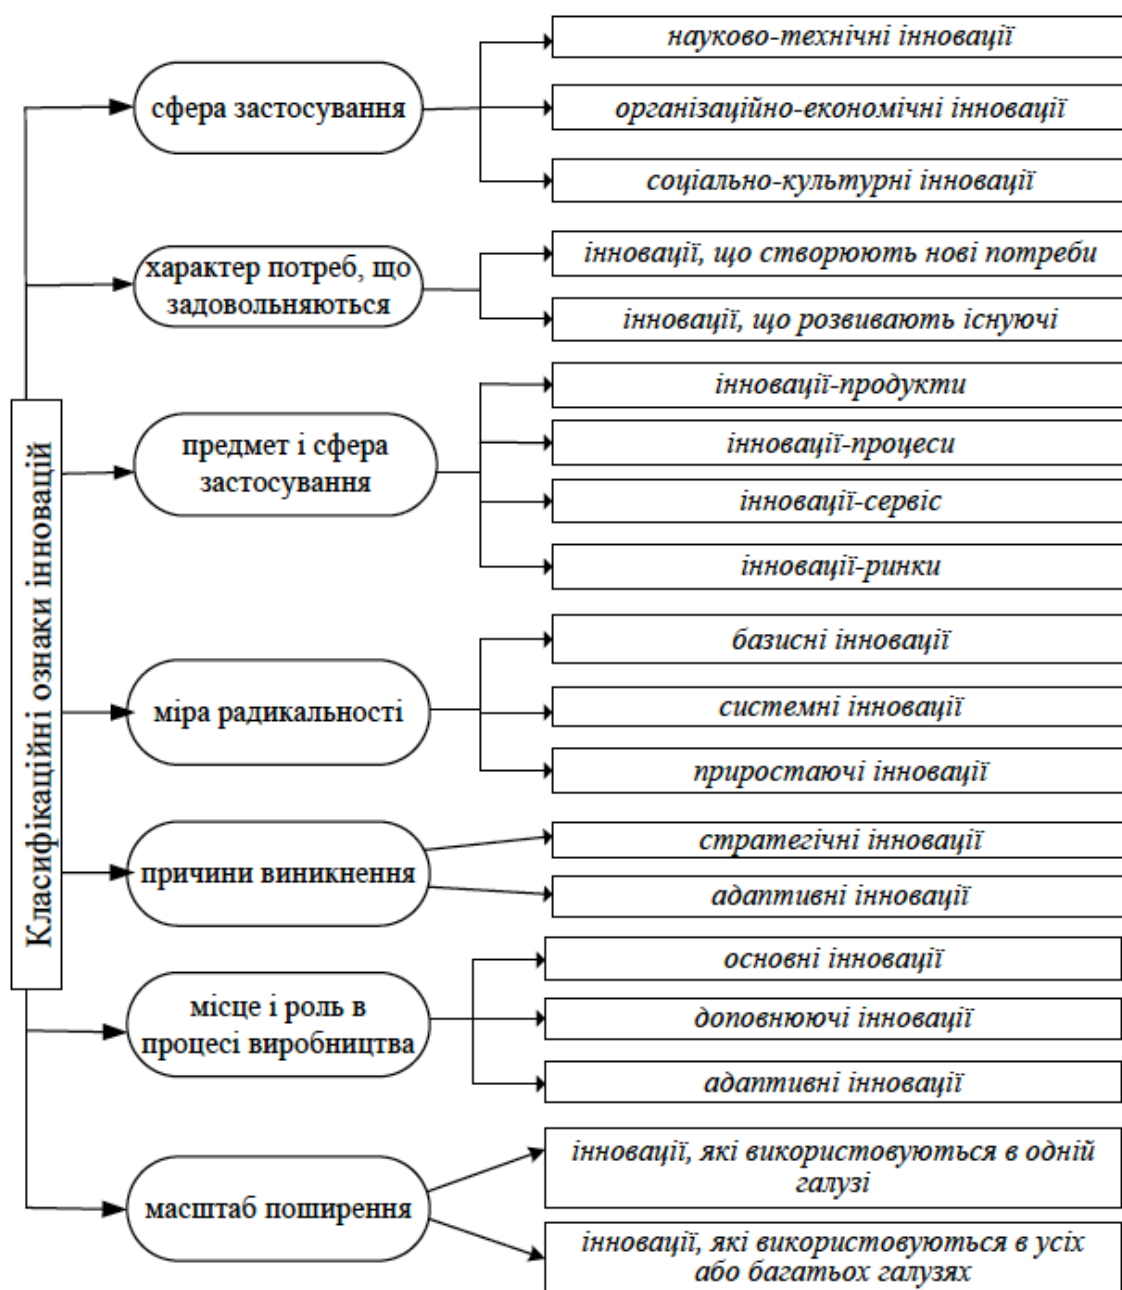 Класифікаційні ознаки інновацій
сфера застосування
науково-технічні інновації
організаційно-економічні інновації
соціально-культурні інновації
характер потреб, що
задовольняються
інновації, що створюють нові потреби
інновації, що розвивають існуючі
предмет і сфера
застосування
інновації-продукти
інновації-процеси
інновації-сервіс
інновації-ринки
міра радикальності
базисні інновації
системні інновації
приростаючі інновації
причини виникнення
стратегічні інновації
адаптивні інновації
місце і роль в
процесі виробництва
основні інновації
доповнюючі інновації
адаптивні інновації
масштаб поширення
інновації, які використовуються в одній
галузі
інновації, які використовуються в усіх
або багатьох галузях